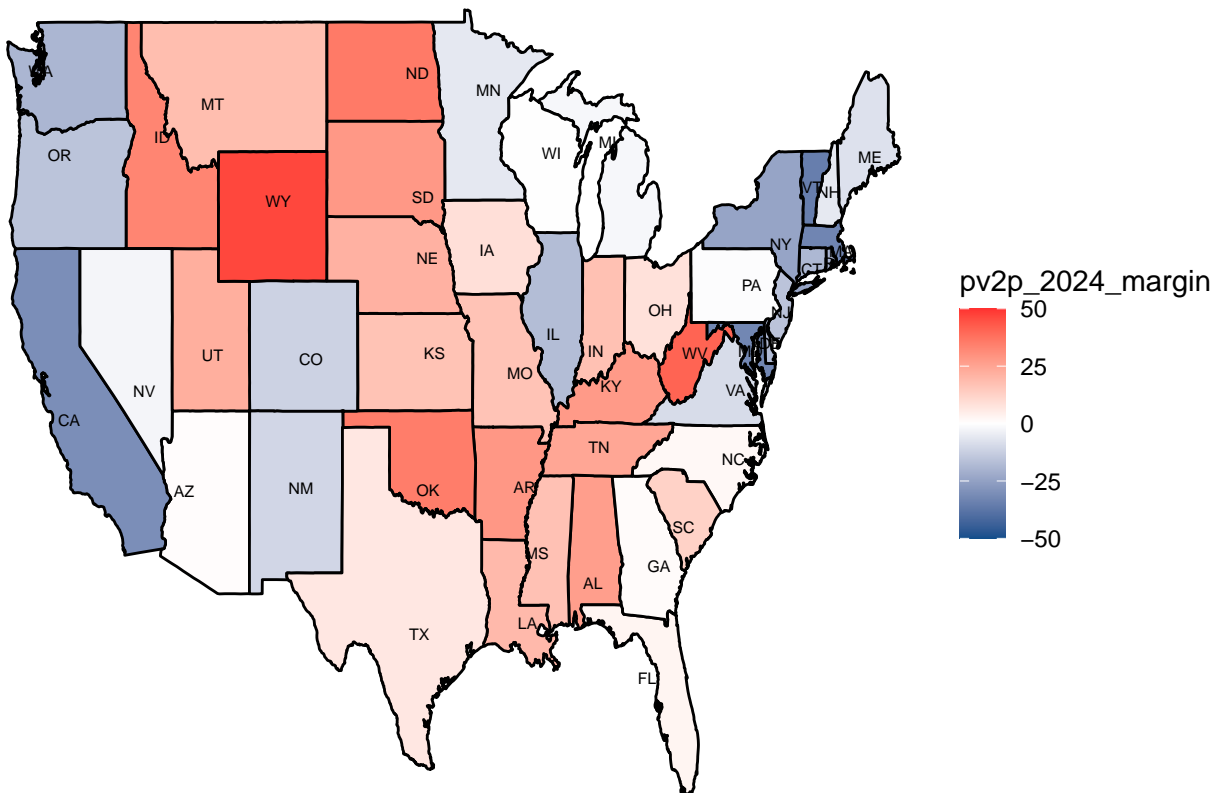 ND
WA
MN
MT
ID
OR
WI
MI
ME
SD
WY
VT
NH
IA
NE
NY
MA
CT
PA
OH
NJ
IL
UT
CO
KS
IN
WV
MO
KY
VA
NV
CA
TN
NC
AZ
NM
OK
AR
SC
MS
AL
GA
LA
TX
FL
pv2p_2024_margin
50
25
0
−25
−50